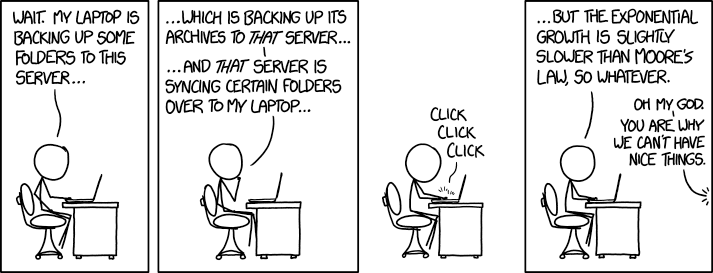 WAIT. MY LAPTOP IS
BACKING UP SOME
FOLDERS TO THIS
SERVER...
...WHICH IS BACKING UP ITS
ARCHIVES TO THAT SERVER...
...AND THAT SERVER IS
SYNCING CERTAIN FOLDERS
OVER TO MY LAPTOP...
CLICK
CLICK
CLICK
...BUT THE EXPONENTIAL
GROWTH IS SLIGHTLY
SLOWER THAN MOORE'S
LAW, SO WHATEVER.
OH MY GOD.
YOU ARE WHY
WE CAN'T HAVE
NICE THINGS.